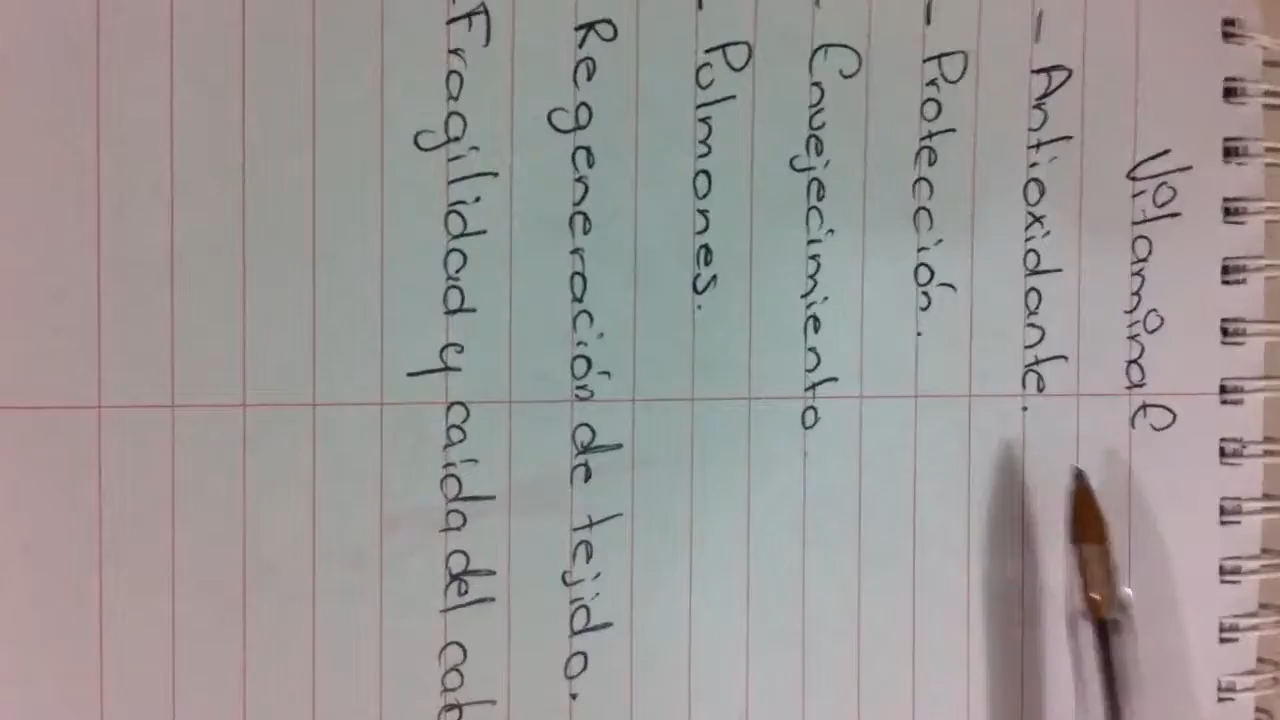 Vitamina E
- Antioxidante.
- Protección.
- Envejecimiento.
- Pulmones.
Regeneración de tejido.
- Fragilidad y caída del